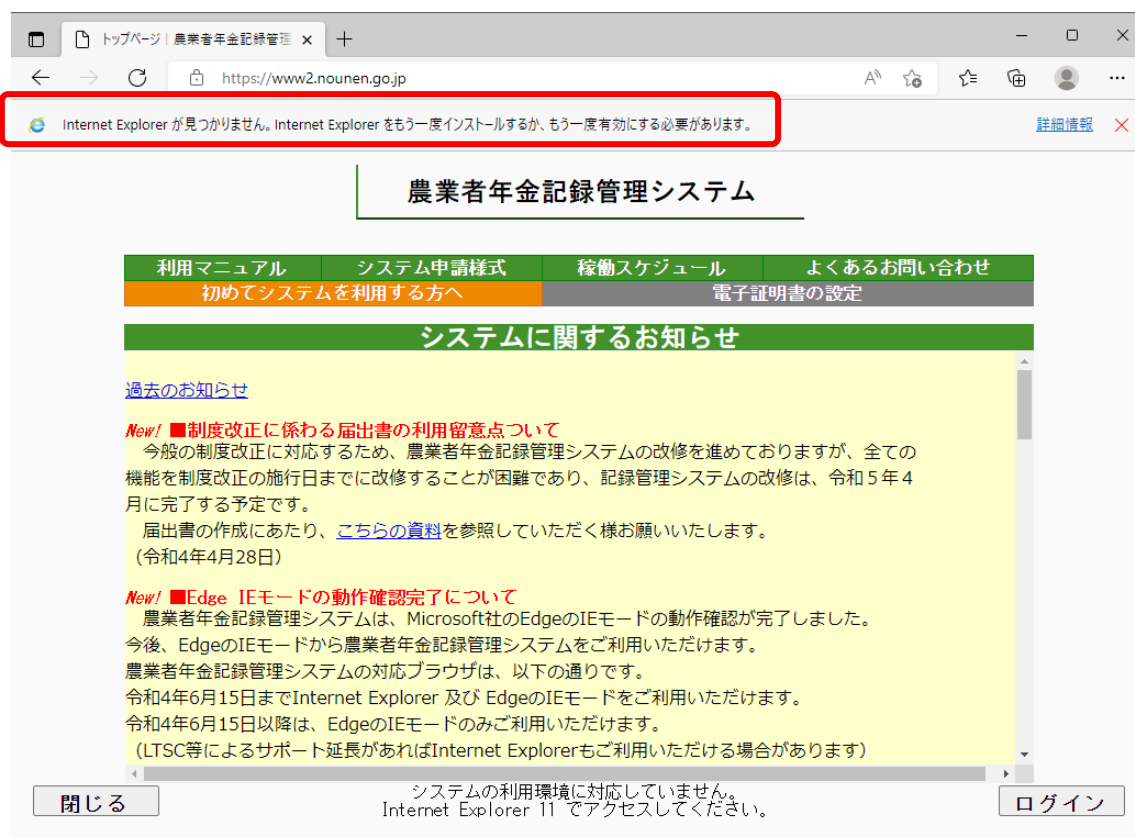 トップページ | 農業者年金記録管理
https://www2.nounen.go.jp
Internet Explorer が見つかりません。Internet Explorer をもう一度インストールするか、もう一度有効にする必要があります。 詳細情報
農業者年金記録管理システム
利用マニュアル システム申請様式 稼働スケジュール よくあるお問い合わせ
初めてシステムを利用する方へ 電子証明書の設定
システムに関するお知らせ
過去のお知らせ
New! ■制度改正に係わる届出書の利用留意点ついて
今般の制度改正に対応するため、農業者年金記録管理システムの改修を進めておりますが、全ての
機能を制度改正の施行日までに改修することが困難であり、記録管理システムの改修は、令和５年４
月に完了する予定です。
届出書の作成にあたり、こちらの資料を参照していただく様お願いいたします。
（令和4年4月28日）
New! ■Edge IEモードの動作確認完了について
農業者年金記録管理システムは、Microsoft社のEdgeのIEモードの動作確認が完了しました。
今後、EdgeのIEモードから農業者年金記録管理システムをご利用いただけます。
農業者年金記録管理システムの対応ブラウザは、以下の通りです。
令和4年6月15日までInternet Explorer 及び EdgeのIEモードをご利用いただけます。
令和4年6月15日以降は、EdgeのIEモードのみご利用いただけます。
（LTSC等によるサポート延長があればInternet Explorerもご利用いただける場合があります）
閉じる
システムの利用環境に対応していません。
Internet Explorer 11 でアクセスしてください。
ログイン